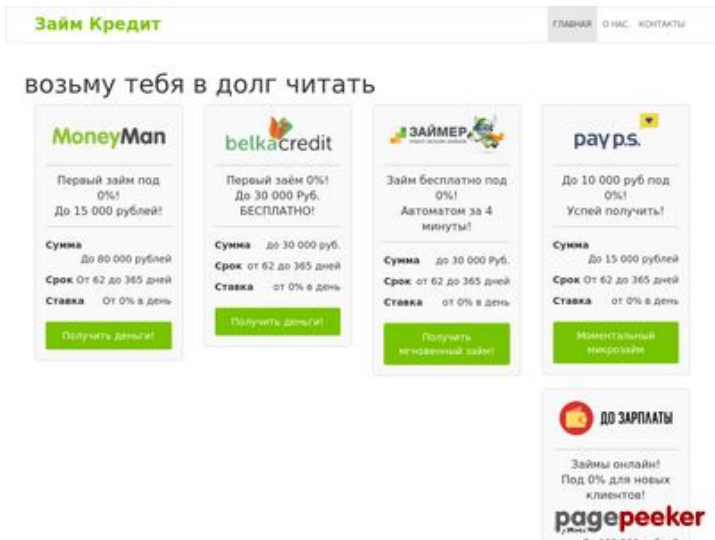 Займ Кредит
ГЛАВНАЯ О НАС КОНТАКТЫ
возьму тебя в долг читать
MoneyMan
Первый займ под
0%!
До 15 000 рублей!
Сумма
До 80 000 рублей
Срок От 62 до 365 дней
Ставка От 0% в день
Получить деньги!
belkacredit
Первый заём 0%!
До 30 000 Руб.
БЕСПЛАТНО!
Сумма до 30 000 руб.
Срок от 62 до 365 дней
Ставка от 0% в день
Получить деньги!
ЗАЙМЕР
Займ бесплатно под
0%!
Автоматом за 4
минуты!
Сумма до 30 000 Руб.
Срок от 62 до 365 дней
Ставка от 0% в день
Получить
мгновенный займ!
pay p.s.
До 10 000 руб под
0%!
Успей получить!
Сумма
До 15 000 рублей
Срок От 62 до 365 дней
Ставка от 0% в день
Моментальный
микрозайм
ДО ЗАРПЛАТЫ
Займы онлайн!
Под 0% для новых
клиентов!
pagepeeker